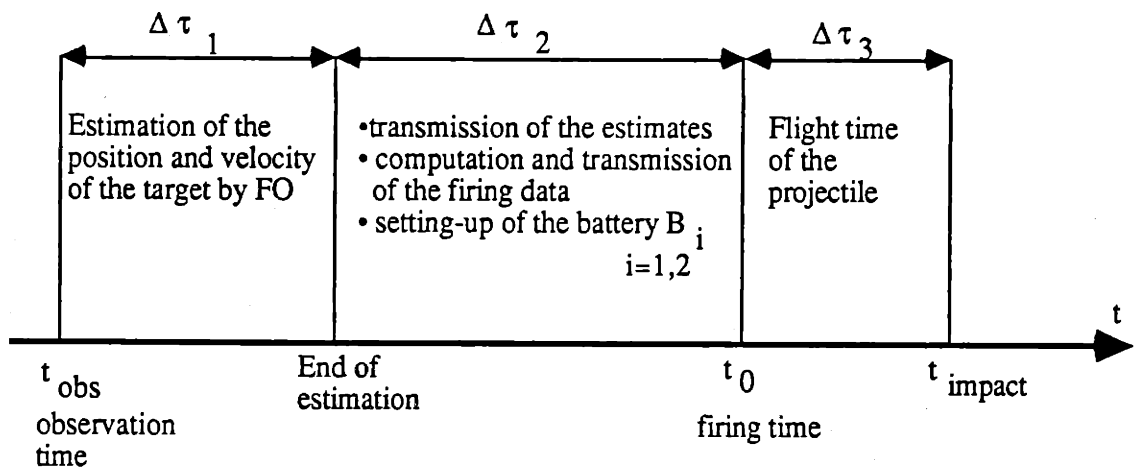 Δ τ 1
Δ τ 2
Δ τ 3
Estimation of the
position and velocity
of the target by FO
•transmission of the estimates
• computation and transmission
of the firing data
• setting-up of the battery B i
i=1,2
Flight time
of the
projectile
t
t obs
observation
time
End of
estimation
t 0
firing time
t impact